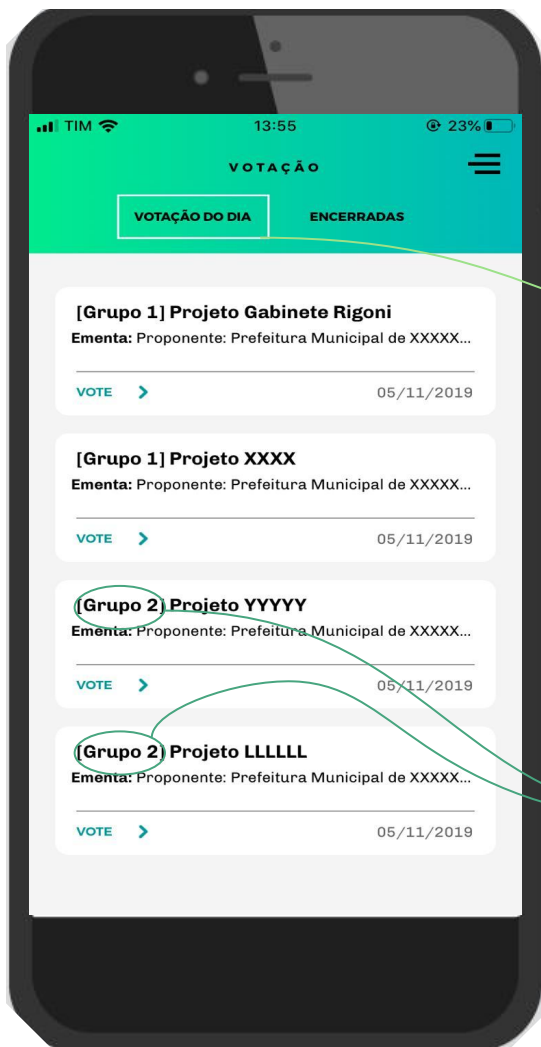 TIM 13:55 23%
VOTAÇÃO
VOTAÇÃO DO DIA ENCERRADAS
[Grupo 1] Projeto Gabinete Rigoni
Ementa: Proponente: Prefeitura Municipal de XXXXX...
VOTE 05/11/2019
[Grupo 1] Projeto XXXX
Ementa: Proponente: Prefeitura Municipal de XXXXX...
VOTE 05/11/2019
[Grupo 2] Projeto YYYYY
Ementa: Proponente: Prefeitura Municipal de XXXXX...
VOTE 05/11/2019
[Grupo 2] Projeto LLLLLL
Ementa: Proponente: Prefeitura Municipal de XXXXX...
VOTE 05/11/2019